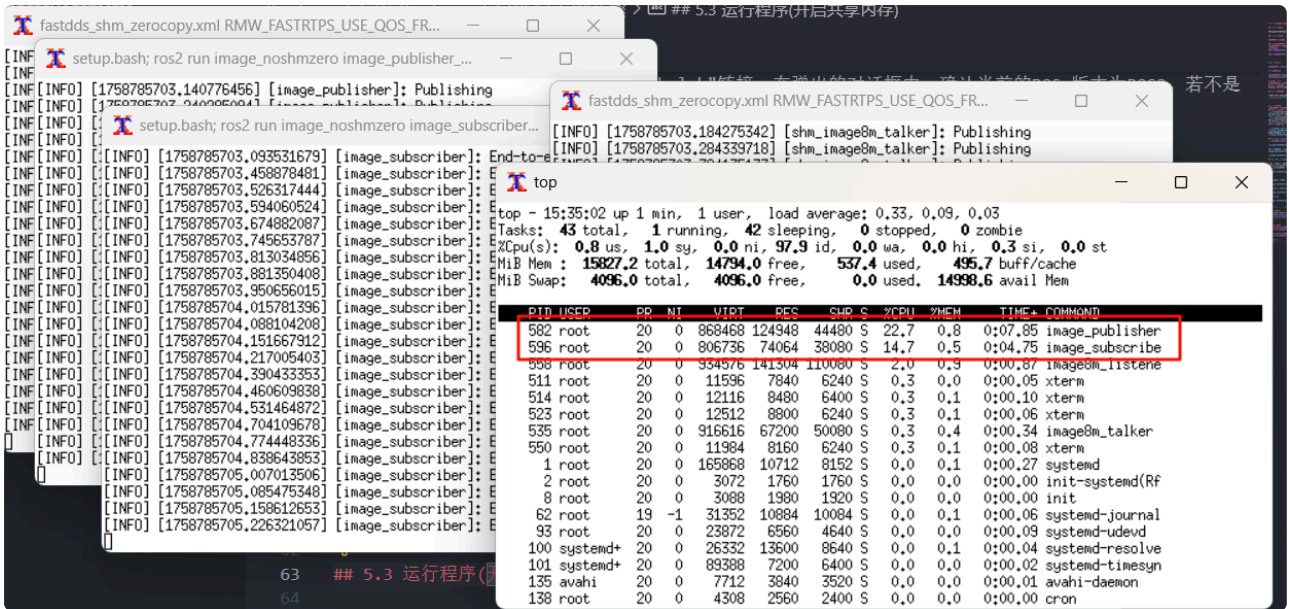 ## 5.3 运行程序(开启共享内存)
fastdds_shm_zerocopy.xml RMW_FASTRTPS_USE_QOS_FR...
setup.bash; ros2 run image_noshmzero image_publisher_...
若不是
[INFO] [1758785703.140776456] [image_publisher]: Publishing
setup.bash; ros2 run image_noshmzero image_subscriber...
[INFO] [1758785703.093531679] [image_subscriber]: End-to-e
[INFO] [1758785703.458878481] [image_subscriber]: E
[INFO] [1758785703.526317444] [image_subscriber]: E
[INFO] [1758785703.594060524] [image_subscriber]: E
[INFO] [1758785703.674882087] [image_subscriber]: E
[INFO] [1758785703.745653787] [image_subscriber]: E
[INFO] [1758785703.813034856] [image_subscriber]: E
[INFO] [1758785703.881350408] [image_subscriber]: E
[INFO] [1758785703.950656015] [image_subscriber]: E
[INFO] [1758785704.015781396] [image_subscriber]: E
[INFO] [1758785704.088104208] [image_subscriber]: E
[INFO] [1758785704.151667912] [image_subscriber]: E
[INFO] [1758785704.217005403] [image_subscriber]: E
[INFO] [1758785704.390433353] [image_subscriber]: E
[INFO] [1758785704.460609838] [image_subscriber]: E
[INFO] [1758785704.531464872] [image_subscriber]: E
[INFO] [1758785704.704109678] [image_subscriber]: E
[INFO] [1758785704.774448336] [image_subscriber]: E
[INFO] [1758785704.838643853] [image_subscriber]: E
[INFO] [1758785705.007013506] [image_subscriber]: E
[INFO] [1758785705.085475348] [image_subscriber]: E
[INFO] [1758785705.158612653] [image_subscriber]: E
[INFO] [1758785705.226321057] [image_subscriber]: E
fastdds_shm_zerocopy.xml RMW_FASTRTPS_USE_QOS_FR...
[INFO] [1758785703.184275342] [shm_image8m_talker]: Publishing
[INFO] [1758785703.284339718] [shm_image8m_talker]: Publishing
top
top - 15:35:02 up 1 min, 1 user, load average: 0.33, 0.09, 0.03
Tasks: 43 total, 1 running, 42 sleeping, 0 stopped, 0 zombie
%Cpu(s): 0.8 us, 1.0 sy, 0.0 ni, 97.9 id, 0.0 wa, 0.0 hi, 0.3 si, 0.0 st
MiB Mem : 15827.2 total, 14794.0 free, 537.4 used, 495.7 buff/cache
MiB Swap: 4096.0 total, 4096.0 free, 0.0 used. 14998.6 avail Mem
PID USER PR NI VIRT RES SHR S %CPU %MEM TIME+ COMMAND
582 root 20 0 868468 124948 44480 S 22.7 0.8 0:07.85 image_publisher
596 root 20 0 806736 74064 38080 S 14.7 0.5 0:04.75 image_subscribe
558 root 20 0 934576 141304 110080 S 2.0 0.9 0:00.87 image8m_listene
511 root 20 0 11596 7840 6240 S 0.3 0.0 0:00.05 xterm
514 root 20 0 12116 8480 6400 S 0.3 0.1 0:00.10 xterm
523 root 20 0 12512 8800 6240 S 0.3 0.1 0:00.06 xterm
535 root 20 0 916616 67200 50080 S 0.3 0.4 0:00.34 image8m_talker
550 root 20 0 11984 8160 6240 S 0.3 0.1 0:00.08 xterm
1 root 20 0 165868 10712 8152 S 0.0 0.1 0:00.27 systemd
2 root 20 0 3072 1760 1760 S 0.0 0.0 0:00.00 init-systemd(Rf
8 root 20 0 3088 1980 1920 S 0.0 0.0 0:00.00 init
62 root 19 -1 31352 10884 10084 S 0.0 0.1 0:00.06 systemd-journal
93 root 20 0 23872 6560 4640 S 0.0 0.0 0:00.09 systemd-udevd
100 systemd+ 20 0 26332 13600 8640 S 0.0 0.1 0:00.04 systemd-resolve
101 systemd+ 20 0 89388 7200 6400 S 0.0 0.0 0:00.02 systemd-timesyn
135 avahi 20 0 7712 3840 3520 S 0.0 0.0 0:00.01 avahi-daemon
138 root 20 0 4308 2560 2400 S 0.0 0.0 0:00.00 cron
63 ## 5.3 运行程序(
64